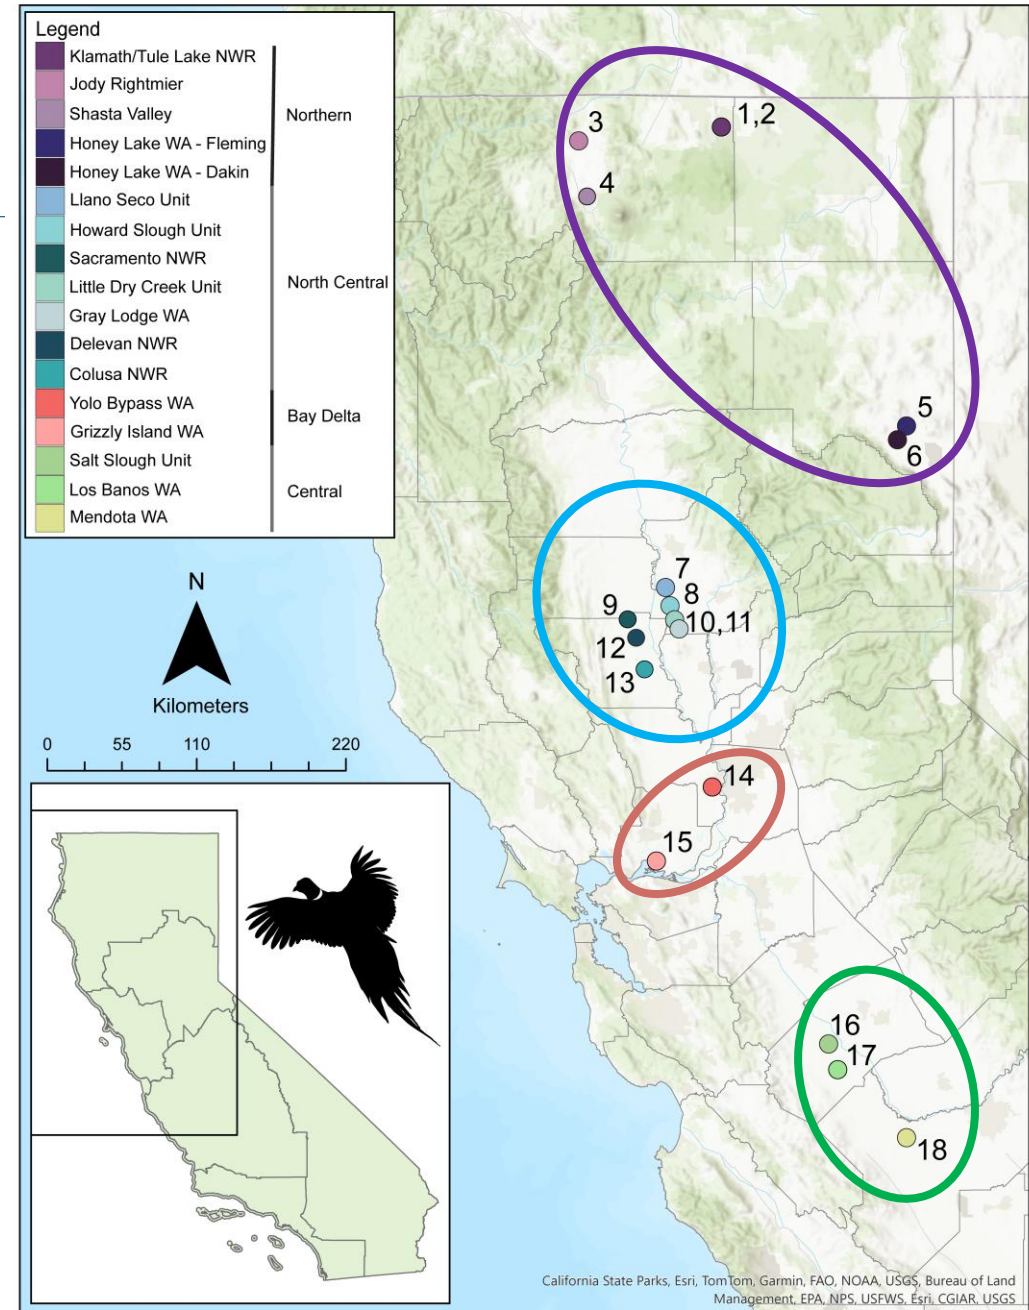 Legend
Klamath/Tule Lake NWR
Jody Rightmier
Shasta Valley
Honey Lake WA - Fleming
Honey Lake WA - Dakin
Northern
Llano Seco Unit
Howard Slough Unit
Sacramento NWR
Little Dry Creek Unit
Gray Lodge WA
Delevan NWR
Colusa NWR
North Central
Yolo Bypass WA
Grizzly Island WA
Bay Delta
Salt Slough Unit
Los Banos WA
Mendota WA
Central
1,2
3
4
5
6
7
8
9
10,11
12
13
14
15
16
17
18
N
Kilometers
0 55 110 220
California State Parks, Esri, TomTom, Garmin, FAO, NOAA, USGS, Bureau of Land
Management, EPA, NPS, USFWS, Esri, CGIAR, USGS